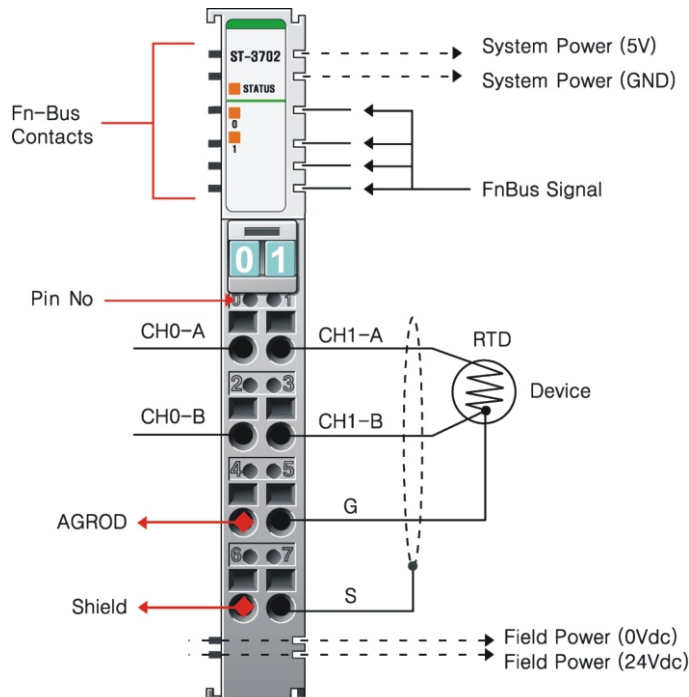 ST-3702
System Power (5V)
STATUS
System Power (GND)
0
1
Fn-Bus
Contacts
FnBus Signal
01
Pin No
0 1
CH0-A
CH1-A
RTD
2 3
Device
CH0-B
CH1-B
4 5
AGROD
G
6 7
Shield
S
Field Power (0Vdc)
Field Power (24Vdc)